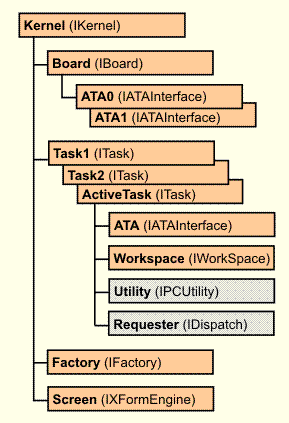 Kernel (IKernel)
Board (IBoard)
ATA0 (IATAInterface)
ATA1 (IATAInterface)
Task1 (ITask)
Task2 (ITask)
ActiveTask (ITask)
ATA (IATAInterface)
Workspace (IWorkSpace)
Utility (IPCUtility)
Requester (IDispatch)
Factory (IFactory)
Screen (IXFormEngine)